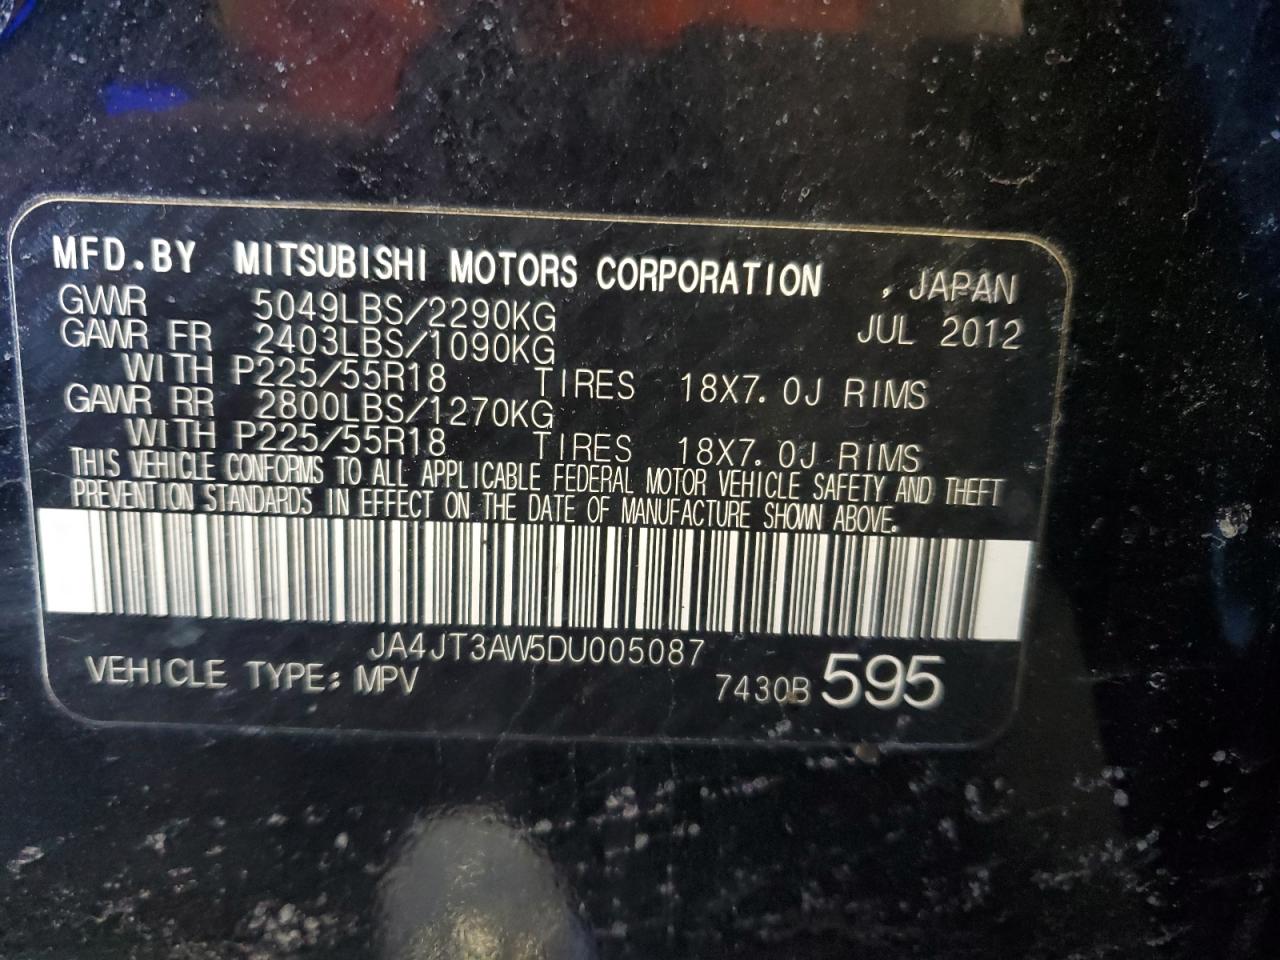 MFD.BY MITSUBISHI MOTORS CORPORATION , JAPAN
GVWR 5049LBS/2290KG JUL 2012
GAWR FR 2403LBS/1090KG
WITH P225/55R18 TIRES 18X7.0J RIMS
GAWR RR 2800LBS/1270KG
WITH P225/55R18 TIRES 18X7.0J RIMS
THIS VEHICLE CONFORMS TO ALL APPLICABLE FEDERAL MOTOR VEHICLE SAFETY AND THEFT
PREVENTION STANDARDS IN EFFECT ON THE DATE OF MANUFACTURE SHOWN ABOVE.
JA4JT3AW5DU005087
VEHICLE TYPE: MPV 7430B 595